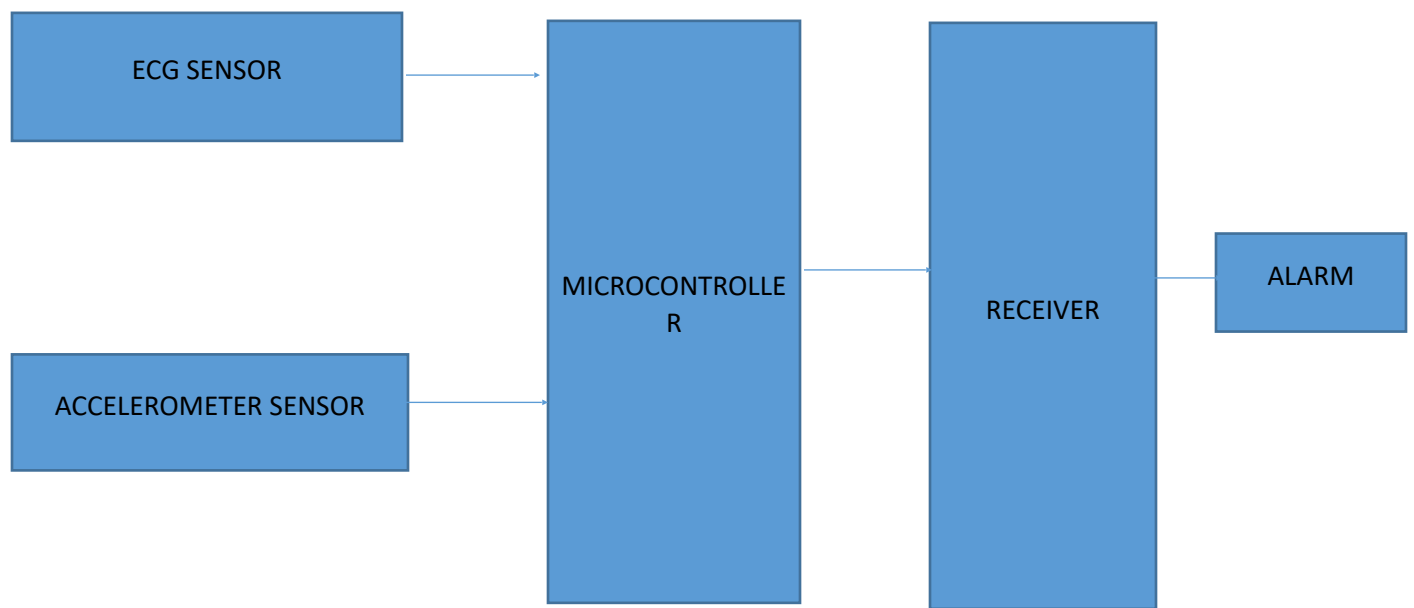 ECG SENSOR
MICROCONTROLLE
R
RECEIVER
ALARM
ACCELEROMETER SENSOR